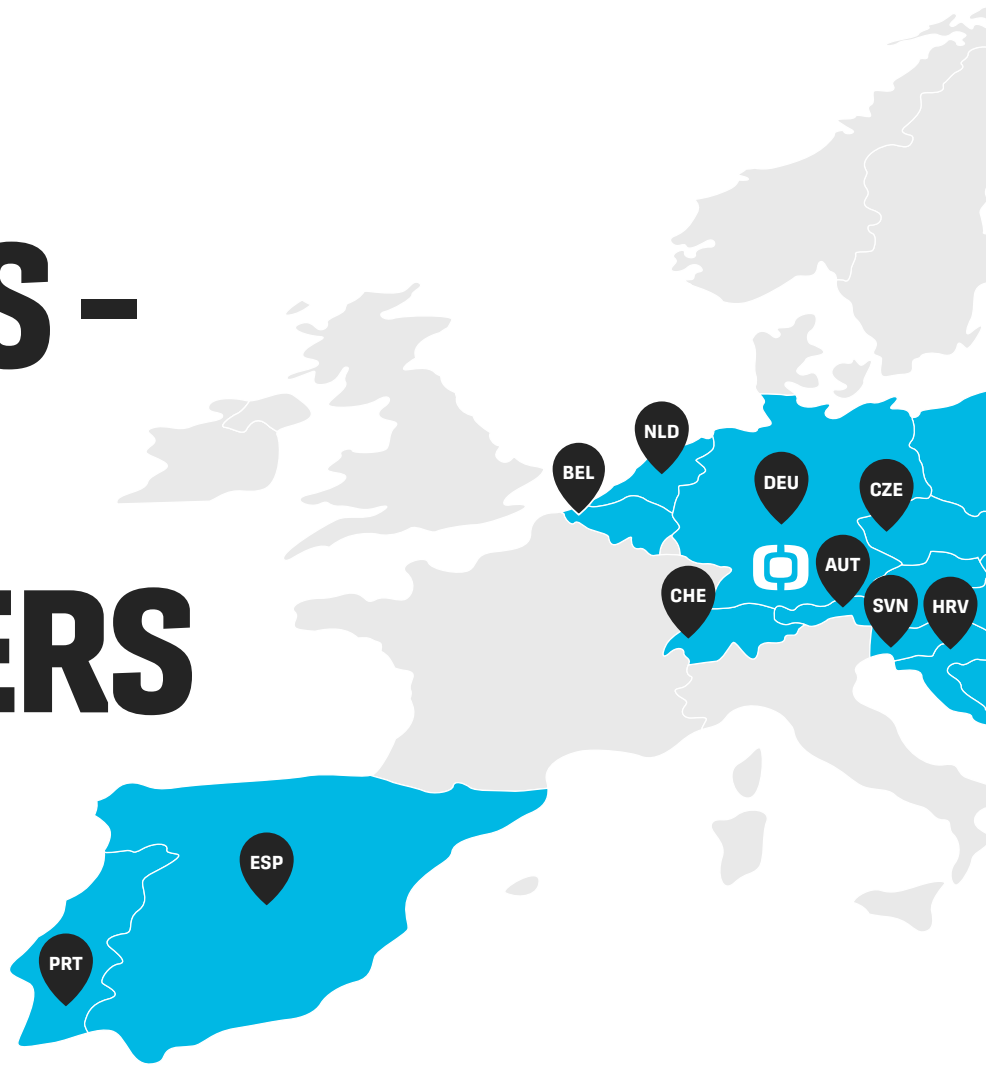 S –
ERS
NLD
BEL
DEU
CZE
AUT
CHE
SVN
HRV
ESP
PRT